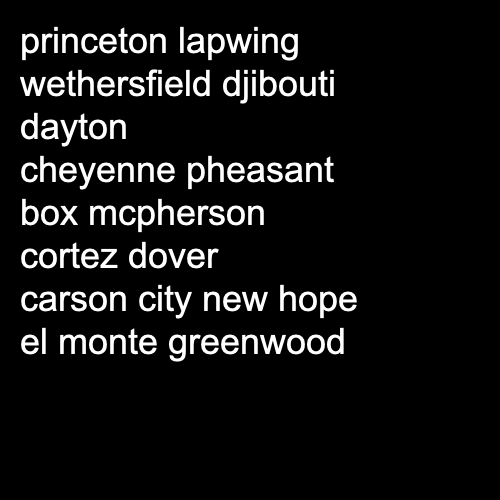 princeton lapwing
wethersfield djibouti
dayton
cheyenne pheasant
box mcpherson
cortez dover
carson city new hope
el monte greenwood